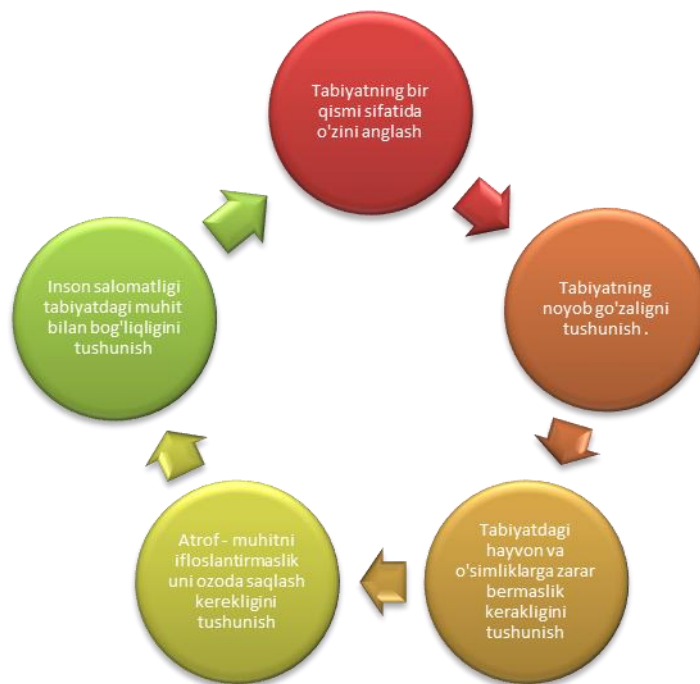 Tabiyatning bir
qismi sifatida
o'zini anglash
Tabiyatning
noyob go'zaligni
tushunish .
Tabiyatdagi
hayvon va
o'simliklarga zarar
bermaslik
kerakligini
tushunish
Atrof - muhitni
ifloslantirmaslik
uni ozoda saqlash
kerekligini
tushunish
Inson salomatligi
tabiyatdagi muhit
bilan bog'liqligini
tushunish